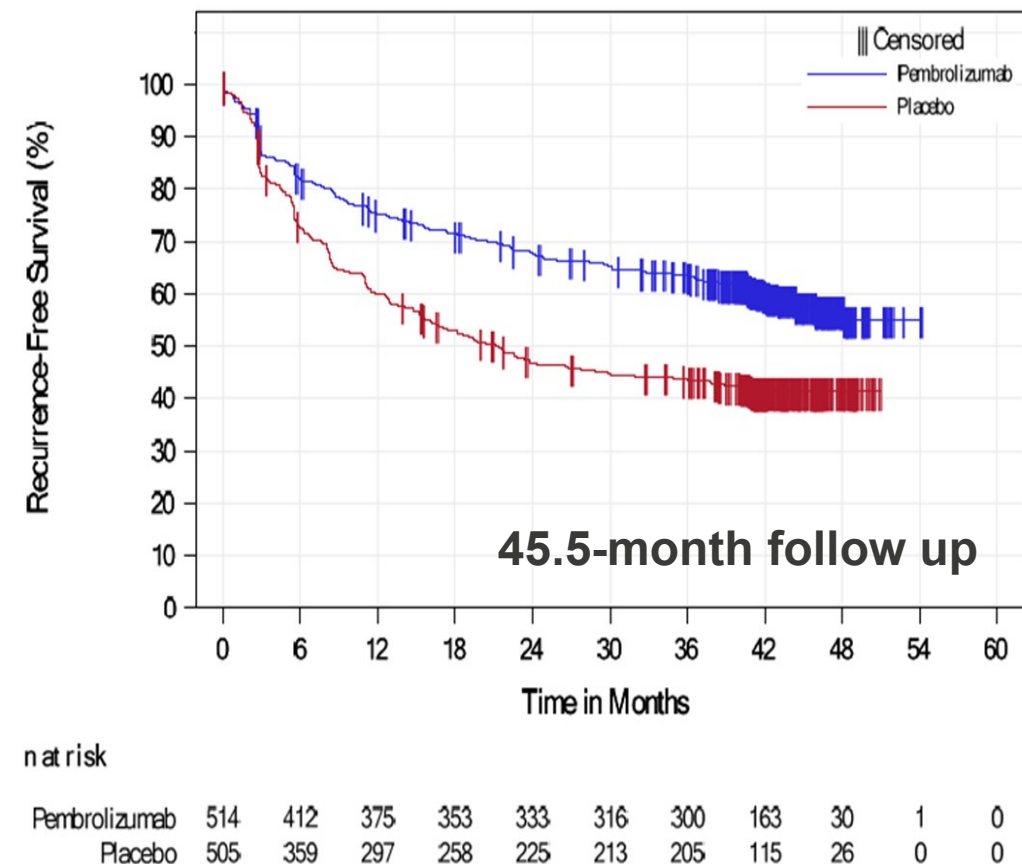 Censored
Pembrolizumab
Placebo
Recurrence-Free Survival (%)
100
90
80
70
60
50
40
30
20
10
0
45.5-month follow up
0 6 12 18 24 30 36 42 48 54 60
Time in Months
n at risk
Pembrolizumab 514 412 375 353 333 316 300 163 30 1 0
Placebo 505 359 297 258 225 213 205 115 26 0 0